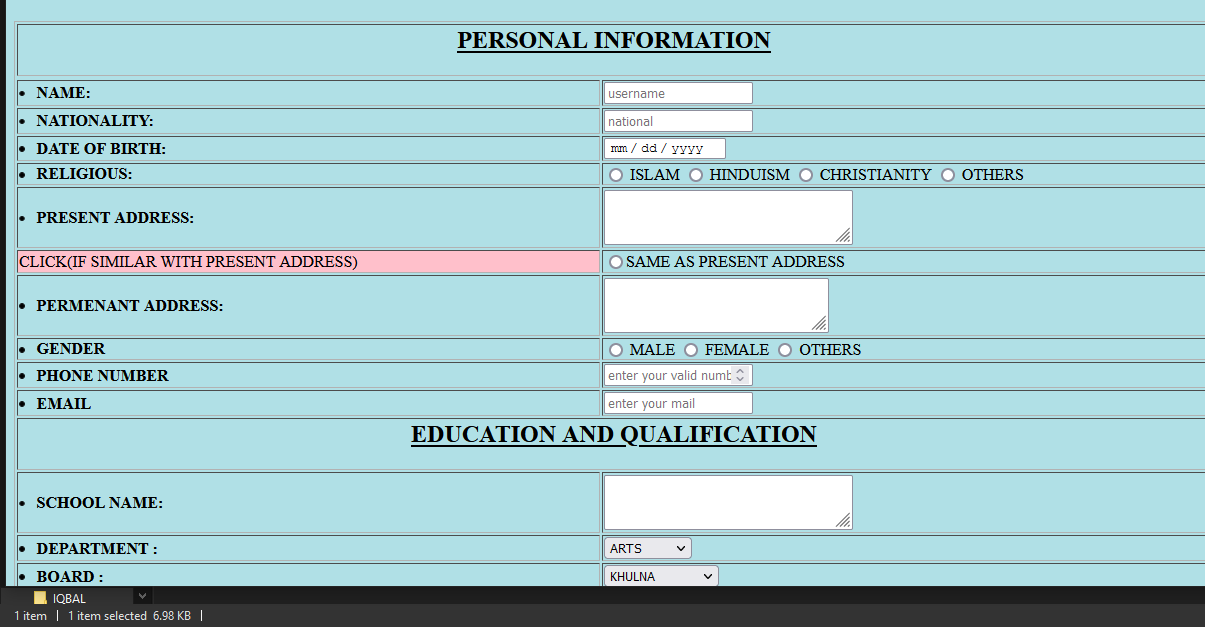 PERSONAL INFORMATION
• NAME: username
• NATIONALITY: national
• DATE OF BIRTH: mm / dd / yyyy
• RELIGIOUS: ISLAM HINDUISM CHRISTIANITY OTHERS
• PRESENT ADDRESS:
CLICK(IF SIMILAR WITH PRESENT ADDRESS) SAME AS PRESENT ADDRESS
• PERMENANT ADDRESS:
• GENDER MALE FEMALE OTHERS
• PHONE NUMBER enter your valid numb
• EMAIL enter your mail
EDUCATION AND QUALIFICATION
• SCHOOL NAME:
• DEPARTMENT : ARTS
• BOARD : KHULNA
IQBAL
1 item | 1 item selected 6.98 KB |